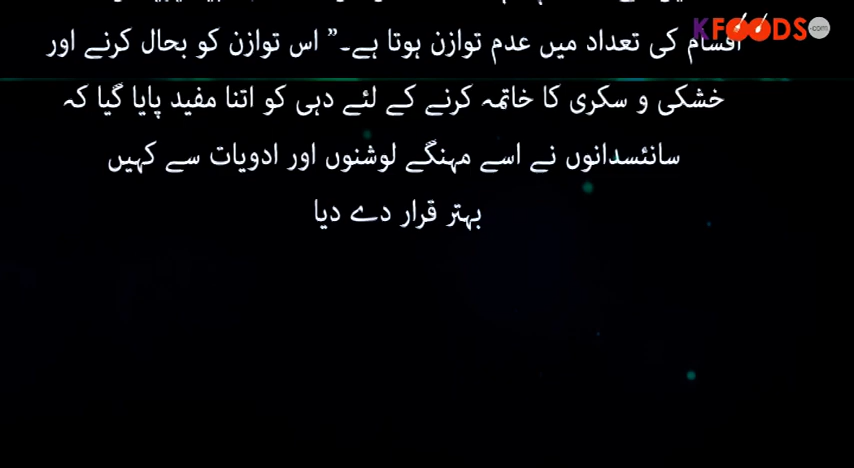 KFOODS.com
اقسام کی تعداد میں عدم توازن ہوتا ہے۔” اس توازن کو بحال کرنے اور
خشکی و سکری کا خاتمہ کرنے کے لئے دہی کو اتنا مفید پایا گیا کہ
سائنسدانوں نے اسے مہنگے لوشنوں اور ادویات سے کہیں
بہتر قرار دے دیا